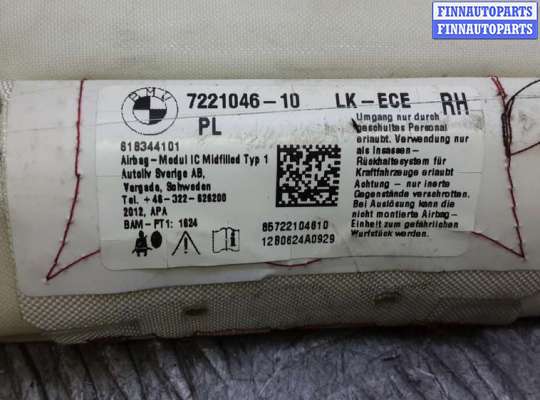 FINNAUTOPARTS
FINNAUTOPARTS
BMW
7221046-10 LK-ECE RH
PL
618344101
Airbag-Modul IC Midfilled Typ 1
Autoliv Sverige AB,
Vargada, Schweden
Tel. +46-322-626200
2012, APA
BAM-PT1: 1624
85722104610
12B0624A0929
Umgang nur durch
geschultes Personal
erlaubt. Verwendung nur
als Insassen-
Rückhaltesystem für
Kraftfahrzeuge erlaubt
Achtung - nur inerte
Gegenstände verstauen.
Bei Auslösung kann die
nicht montierte Airbag-
Einheit zum gefährlichen
Wurfstück werden.